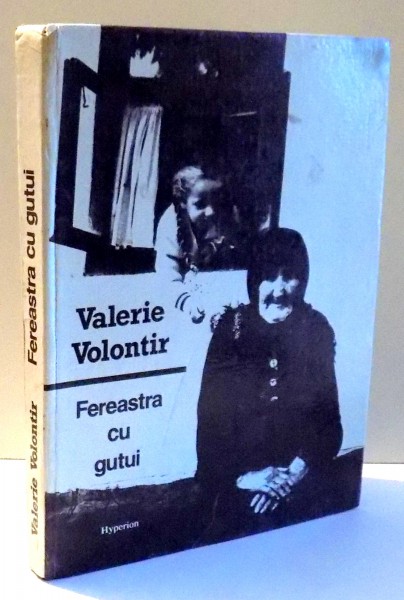 Valerie
Volontir
Fereastra
cu
gutui
Hyperion
Valerie Volontir Fereastra cu gutui